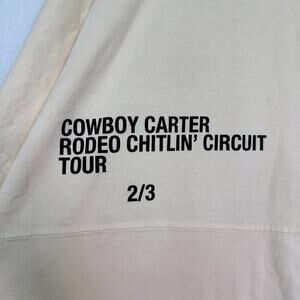 COWBOY CARTER
RODEO CHITLIN' CIRCUIT
TOUR
2/3